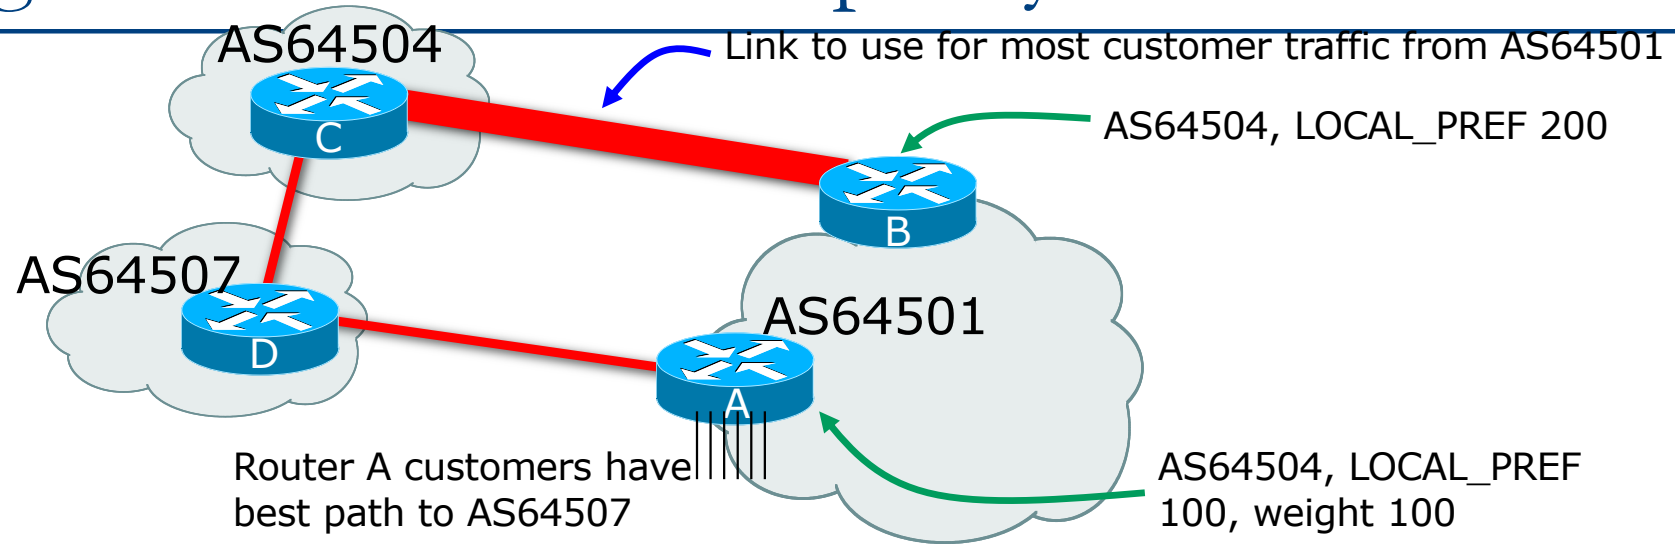 AS64504
Link to use for most customer traffic from AS64501
C
AS64504, LOCAL_PREF 200
B
AS64507
D
AS64501
A
Router A customers have
best path to AS64507
AS64504, LOCAL_PREF
100, weight 100